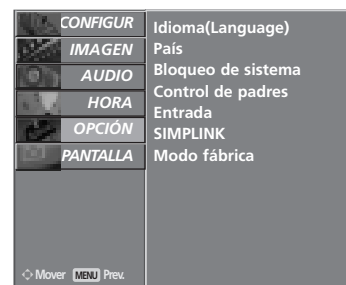 CONFIGUR
IMAGEN
AUDIO
HORA
OPCIÓN
PANTALLA
Idioma(Language)
País
Bloqueo de sistema
Control de padres
Entrada
SIMPLINK
Modo fábrica
Mover MENU Prev.